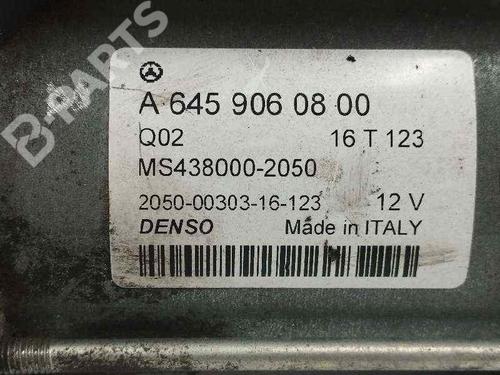 B-PARTS
A 645 906 08 00
Q02 16 T 123
MS438000-2050
2050-00303-16-123 12 V
DENSO Made in ITALY